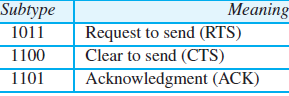 Subtype Meaning
1011 Request to send (RTS)
1100 Clear to send (CTS)
1101 Acknowledgment (ACK)